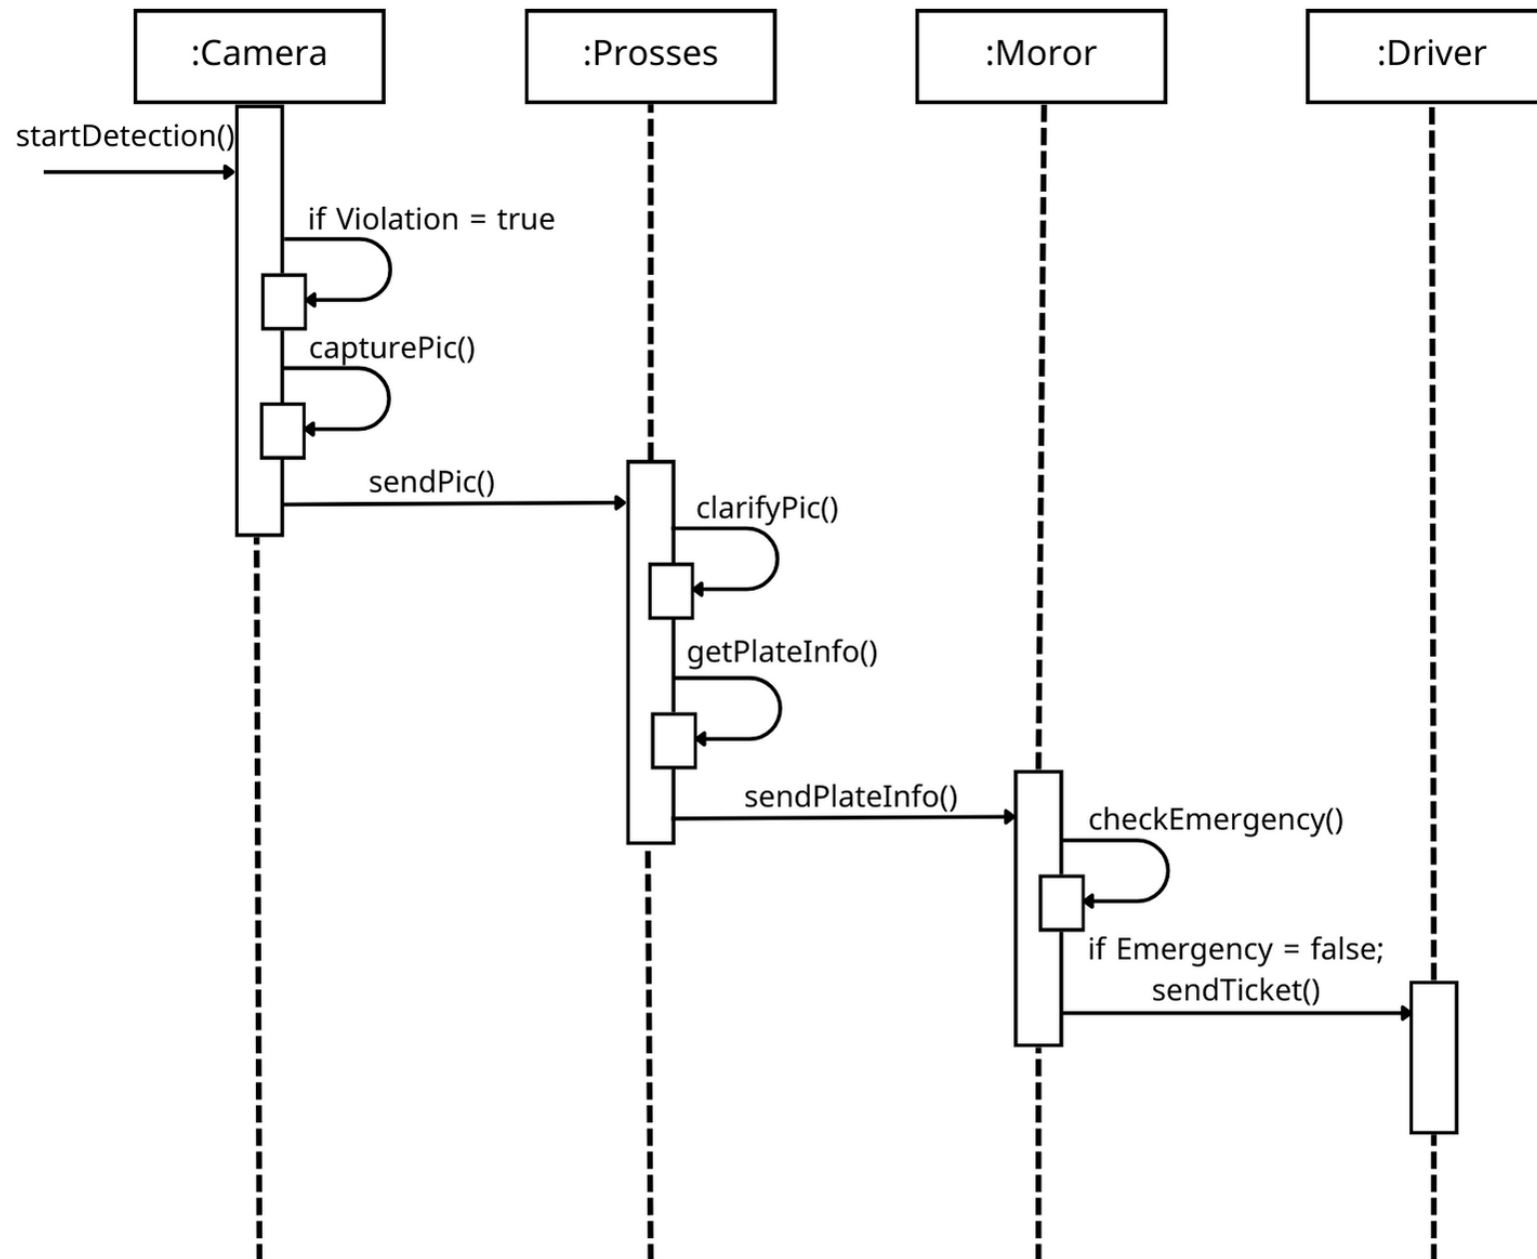 :Camera
:Prosses
:Moror
:Driver
startDetection()
if Violation = true
capturePic()
sendPic()
clarifyPic()
getPlateInfo()
sendPlateInfo()
checkEmergency()
if Emergency = false;
sendTicket()